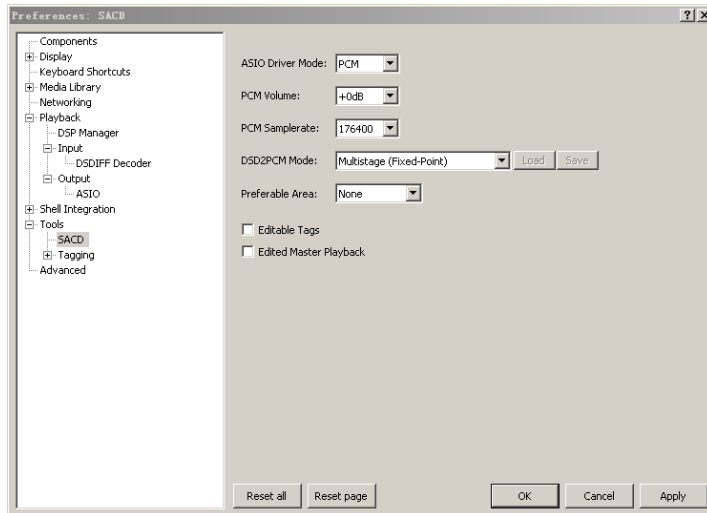 Preferences: SACD
Components
Display
Keyboard Shortcuts
Media Library
Networking
Playback
DSP Manager
Input
DSDIFF Decoder
Output
ASIO
Shell Integration
Tools
SACD
Tagging
Advanced
ASIO Driver Mode: PCM
PCM Volume: +0dB
PCM Samplerate: 176400
DSD2PCM Mode: Multistage (Fixed-Point) Load Save
Preferable Area: None
Editable Tags
Edited Master Playback
Reset all Reset page OK Cancel Apply